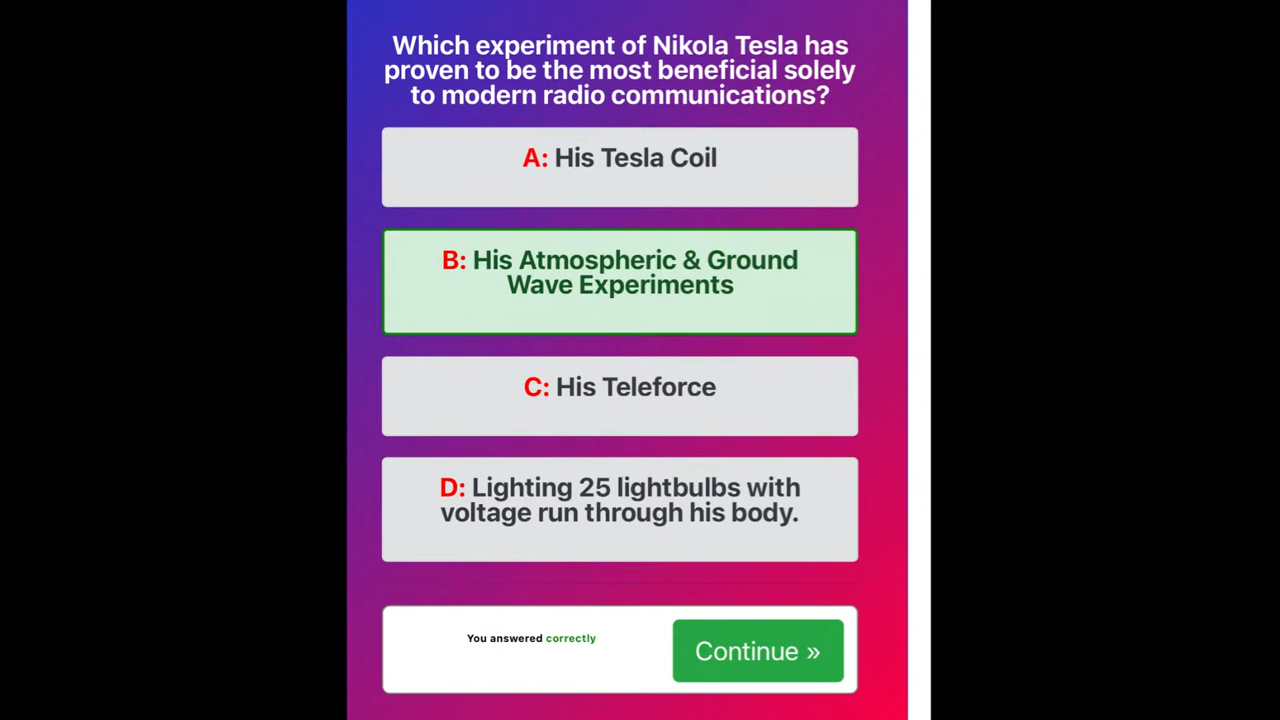 Which experiment of Nikola Tesla has
proven to be the most beneficial solely
to modern radio communications?
A: His Tesla Coil
B: His Atmospheric & Ground
Wave Experiments
C: His Teleforce
D: Lighting 25 lightbulbs with
voltage run through his body.
You answered correctly
Continue »